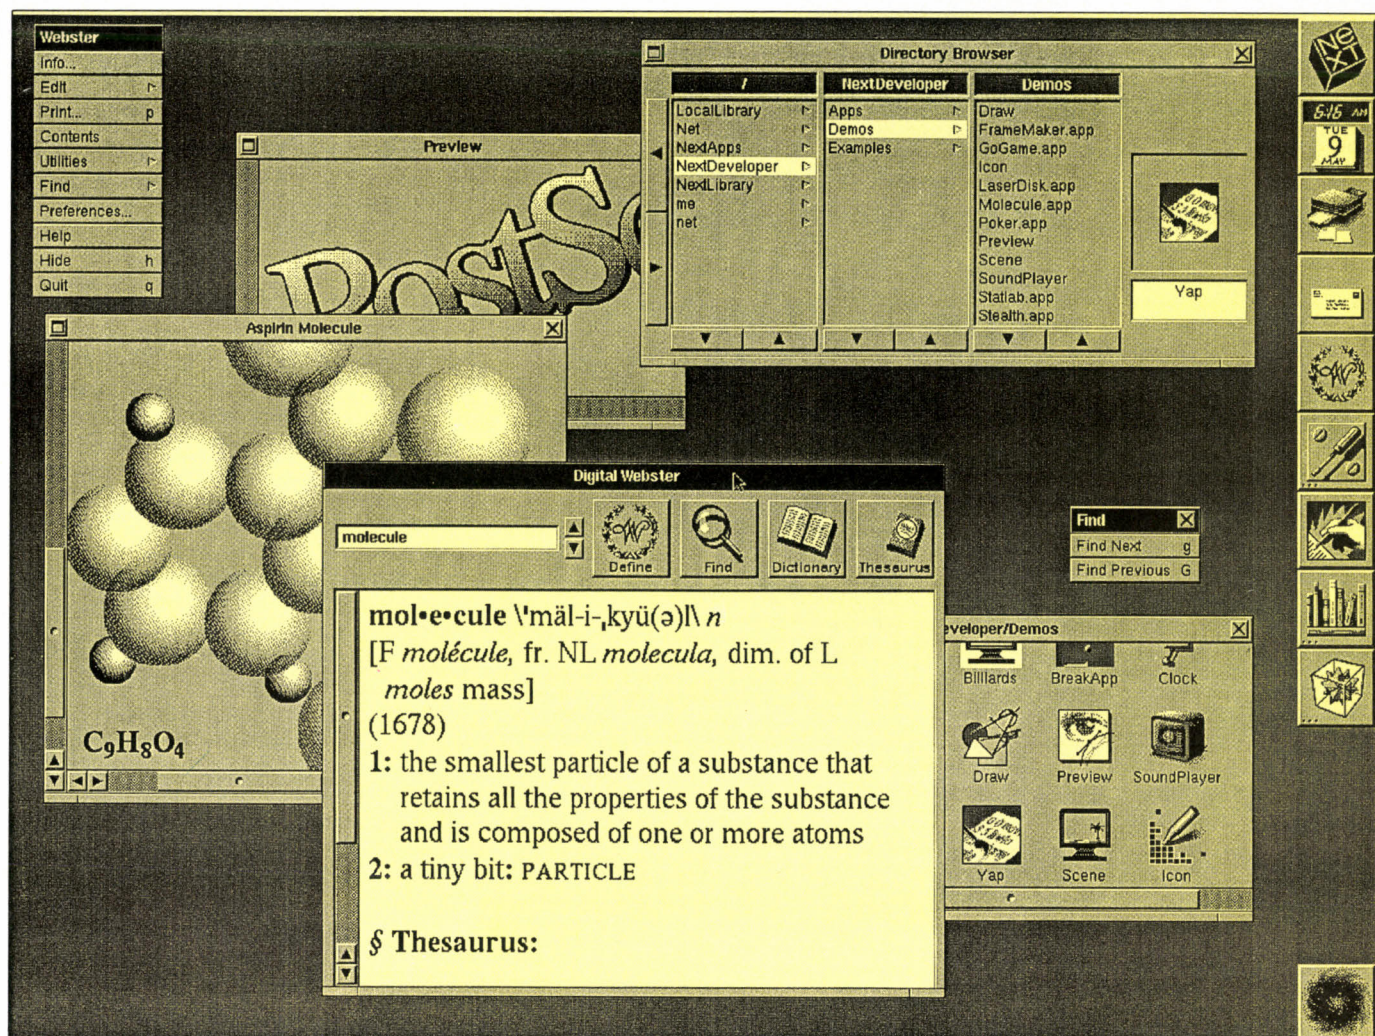 Webster
Info...
Edit
Print... p
Contents
Utilities
Find
Preferences...
Help
Hide h
Quit q
Preview
PostSc
Directory Browser
/
LocalLibrary
Net
NextApps
NextDeveloper
NextLibrary
me
net
NextDeveloper
Apps
Demos
Examples
Demos
Draw
FrameMaker.app
GoGame.app
Icon
LaserDisk.app
Molecule.app
Poker.app
Preview
Scene
SoundPlayer
Statlab.app
Stealth.app
Yap
NeXT
6:15 AM
TUE
9
MAY
Aspirin Molecule
C₉H₈O₄
Digital Webster
molecule
Define
Find
Dictionary
Thesaurus
mol•e•cule \'mäl-i-ˌkyü(ə)l\ n
[F molécule, fr. NL molecula, dim. of L
moles mass]
(1678)
1: the smallest particle of a substance that
retains all the properties of the substance
and is composed of one or more atoms
2: a tiny bit: PARTICLE
§ Thesaurus:
Find
Find Next g
Find Previous G
eveloper/Demos
Billiards
BreakApp
Clock
Draw
Preview
SoundPlayer
Yap
Scene
Icon